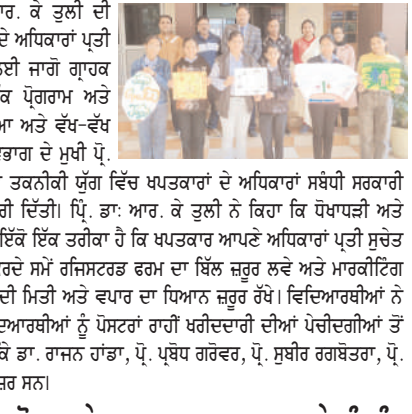 ਆਰ. ਕੇ ਤੁਲੀ ਦੀ
ਦੇ ਅਧਿਕਾਰਾਂ ਪ੍ਰਤੀ
ਲਈ ਜਾਗੋ ਗ੍ਰਾਹਕ
ਪ੍ਰੋਗਰਾਮ ਅਤੇ
ਅਤੇ ਵੱਖ-ਵੱਖ
ਦੇ ਮੁਖੀ ਪ੍ਰੋ.
ਤਕਨੀਕੀ ਯੁੱਗ ਵਿੱਚ ਖਪਤਕਾਰਾਂ ਦੇ ਅਧਿਕਾਰਾਂ ਸਬੰਧੀ ਸਰਕਾਰੀ
ਦਿੱਤੀ। ਪ੍ਰਿੰ. ਡਾ: ਆਰ. ਕੇ ਤੁਲੀ ਨੇ ਕਿਹਾ ਕਿ ਧੋਖਾਧੜੀ ਅਤੇ
ਇੱਕੋ ਇੱਕ ਤਰੀਕਾ ਹੈ ਕਿ ਖਪਤਕਾਰ ਆਪਣੇ ਅਧਿਕਾਰਾਂ ਪ੍ਰਤੀ ਸੁਚੇਤ
ਸਮੇਂ ਰਜਿਸਟਰਡ ਫਰਮ ਦਾ ਬਿੱਲ ਜ਼ਰੂਰ ਲਵੇ ਅਤੇ ਮਾਰਕੀਟਿੰਗ
ਦੀ ਮਿਤੀ ਅਤੇ ਵਪਾਰ ਦਾ ਧਿਆਨ ਜ਼ਰੂਰ ਰੱਖੇ। ਵਿਦਿਆਰਥੀਆਂ ਨੇ
ਨੂੰ ਪੋਸਟਰਾਂ ਰਾਹੀਂ ਖਰੀਦਦਾਰੀ ਦੀਆਂ ਪੇਚੀਦਗੀਆਂ ਤੋਂ
ਡਾ. ਰਾਜਨ ਹਾਂਡਾ, ਪ੍ਰੋ. ਪ੍ਰਬੋਧ ਗਰੋਵਰ, ਪ੍ਰੋ. ਸੁਬੀਰ ਰਗਬੋਤਰਾ, ਪ੍ਰੋ.
ਸਨ।